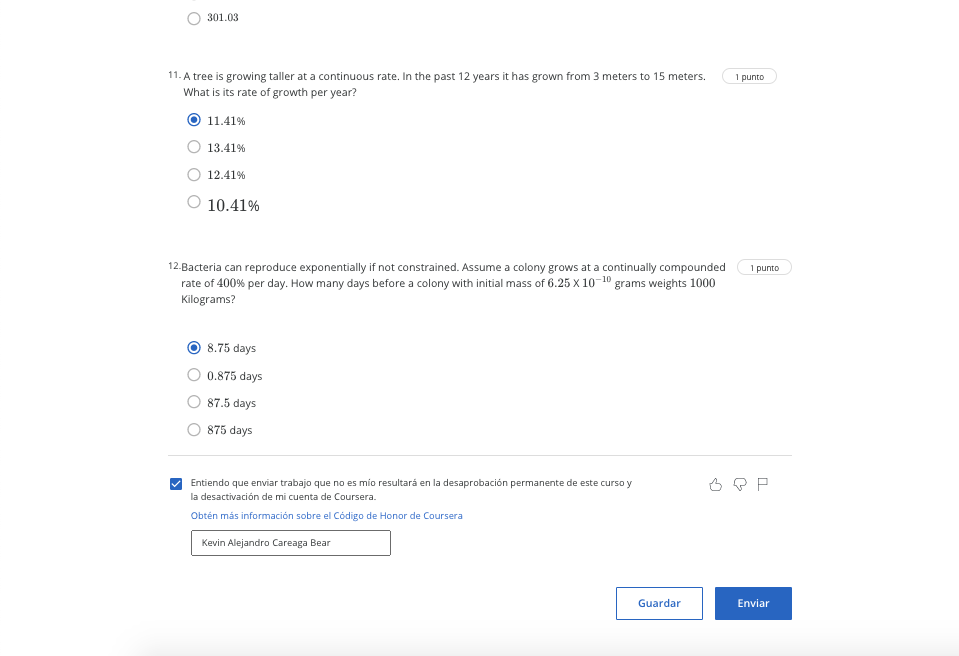 301.03
11. A tree is growing taller at a continuous rate. In the past 12 years it has grown from 3 meters to 15 meters. 1 punto
What is its rate of growth per year?
11.41%
13.41%
12.41%
10.41%
12. Bacteria can reproduce exponentially if not constrained. Assume a colony grows at a continually compounded 1 punto
rate of 400% per day. How many days before a colony with initial mass of 6.25 X 10⁻¹⁰ grams weights 1000
Kilograms?
8.75 days
0.875 days
87.5 days
875 days
Entiendo que enviar trabajo que no es mío resultará en la desaprobación permanente de este curso y
la desactivación de mi cuenta de Coursera.
Obtén más información sobre el Código de Honor de Coursera
Kevin Alejandro Careaga Bear
Guardar Enviar